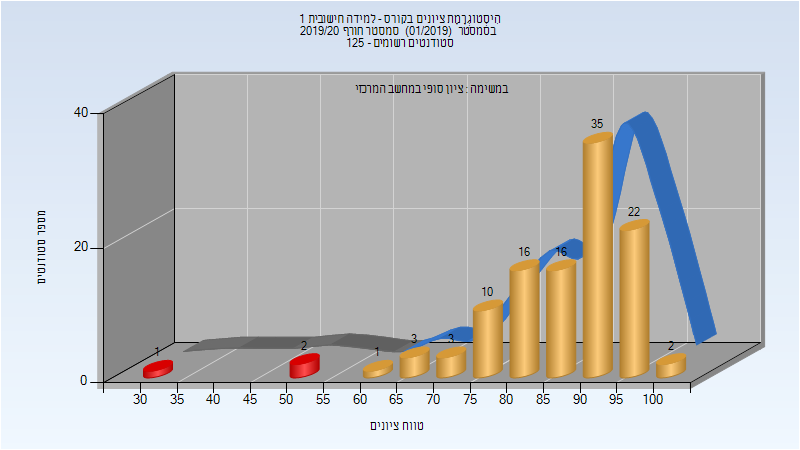 היסטוגרמת ציונים בקורס - למידה חישובית 1
בסמסטר (01/2019) סמסטר חורף 2019/20
סטודנטים רשומים - 125
במשימה : ציון סופי במחשב המרכזי
מספר סטודנטים
40
20
0
1
2
1
3
3
10
16
16
35
22
2
30 35 40 45 50 55 60 65 70 75 80 85 90 95 100
טווח ציונים